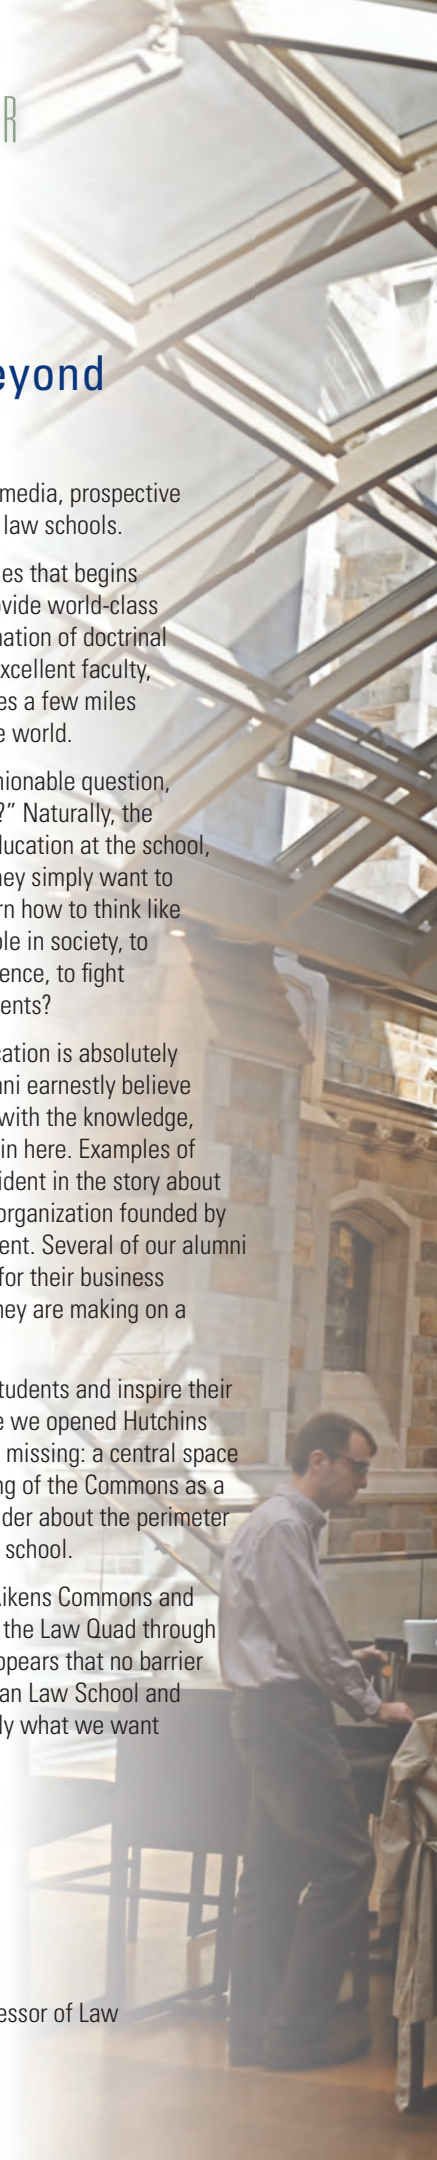 R
eyond
media, prospective
law schools.
es that begins
ovide world-class
nation of doctrinal
xcellent faculty,
es a few miles
e world.
hionable question,
?” Naturally, the
ducation at the school,
hey simply want to
rn how to think like
ole in society, to
ence, to fight
ents?
cation is absolutely
ni earnestly believe
with the knowledge,
in here. Examples of
ident in the story about
organization founded by
ent. Several of our alumni
for their business
hey are making on a
tudents and inspire their
e we opened Hutchins
missing: a central space
ng of the Commons as a
der about the perimeter
school.
Aikens Commons and
the Law Quad through
ppears that no barrier
an Law School and
ly what we want
essor of Law